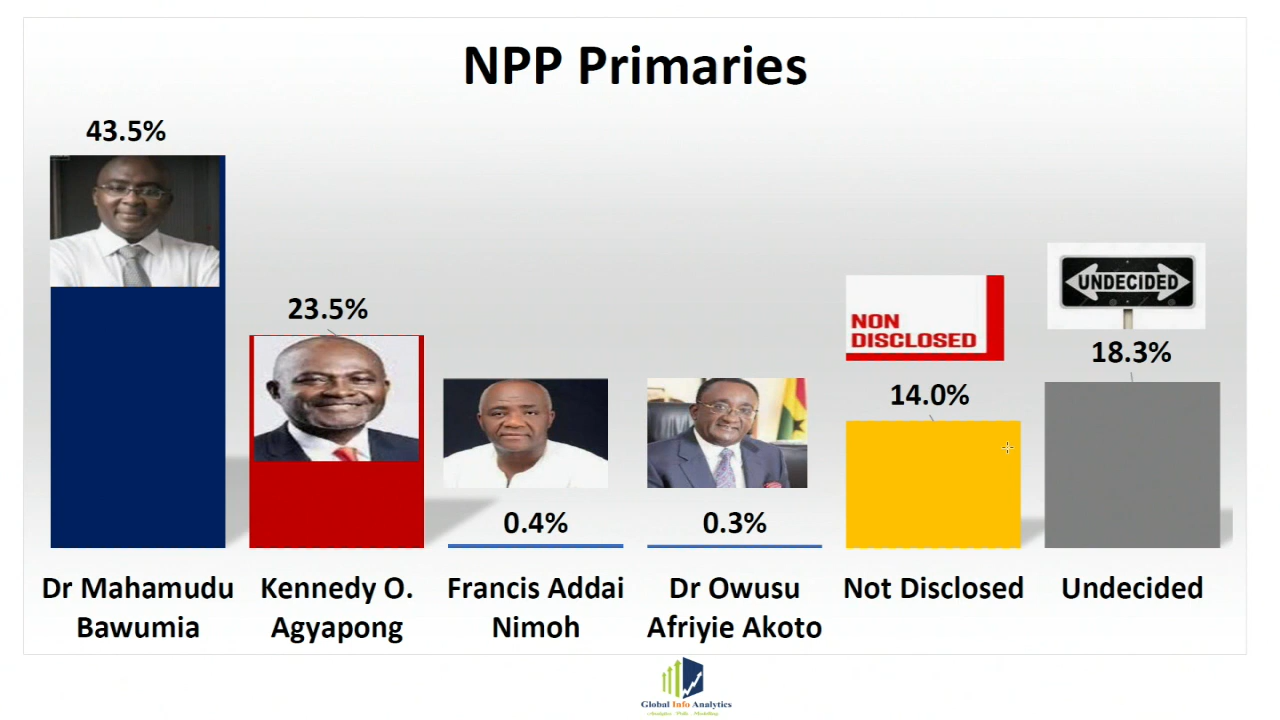 NPP Primaries
43.5%
23.5%
0.4%
0.3%
NON
DISCLOSED
14.0%
UNDECIDED
18.3%
Dr Mahamudu
Bawumia
Kennedy O.
Agyapong
Francis Addai
Nimoh
Dr Owusu
Afriyie Akoto
Not Disclosed
Undecided
Global Info Analytics